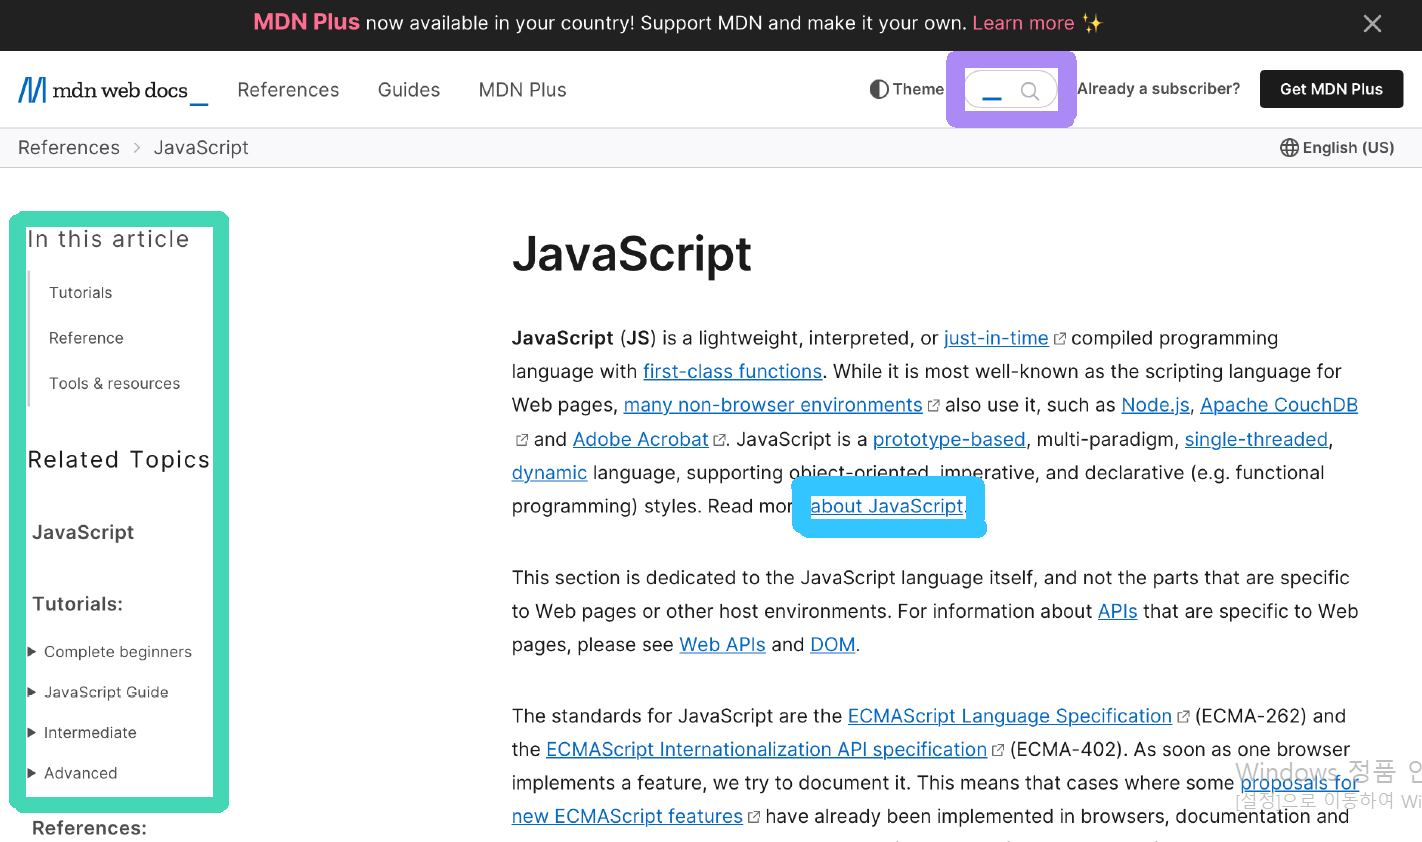 MDN Plus now available in your country! Support MDN and make it your own. Learn more ✨
mdn web docs_ References Guides MDN Plus Theme Already a subscriber? Get MDN Plus
References > JavaScript English (US)
In this article
Tutorials
Reference
Tools & resources
Related Topics
JavaScript
Tutorials:
Complete beginners
JavaScript Guide
Intermediate
Advanced
References:
JavaScript
JavaScript (JS) is a lightweight, interpreted, or just-in-time compiled programming
language with first-class functions. While it is most well-known as the scripting language for
Web pages, many non-browser environments also use it, such as Node.js, Apache CouchDB
and Adobe Acrobat. JavaScript is a prototype-based, multi-paradigm, single-threaded,
dynamic language, supporting object-oriented, imperative, and declarative (e.g. functional
programming) styles. Read mor about JavaScript.
This section is dedicated to the JavaScript language itself, and not the parts that are specific
to Web pages or other host environments. For information about APIs that are specific to Web
pages, please see Web APIs and DOM.
The standards for JavaScript are the ECMAScript Language Specification (ECMA-262) and
the ECMAScript Internationalization API specification (ECMA-402). As soon as one browser
implements a feature, we try to document it. This means that cases where some proposals for
new ECMAScript features have already been implemented in browsers, documentation and
Windows 정품 인
[설정]으로 이동하여 Wi